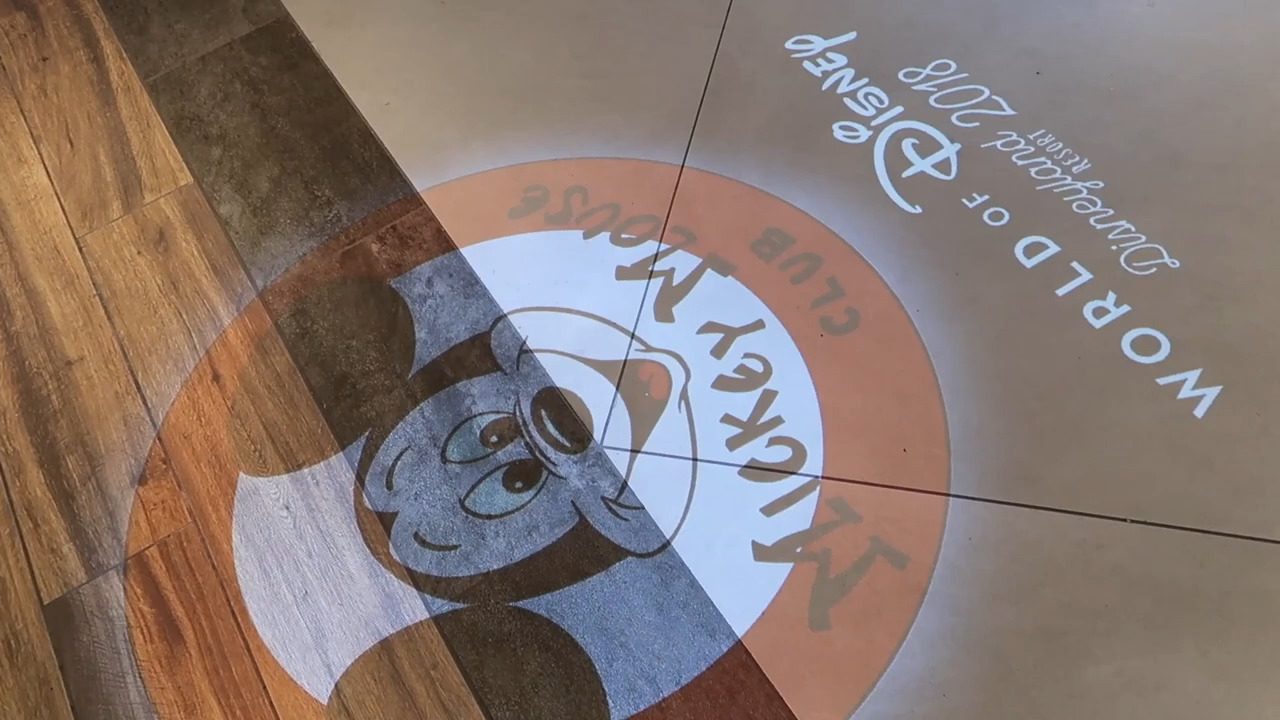 MICKEY MOUSE
CLUB
WORLD OF Disney
Disneyland 2018
RESORT